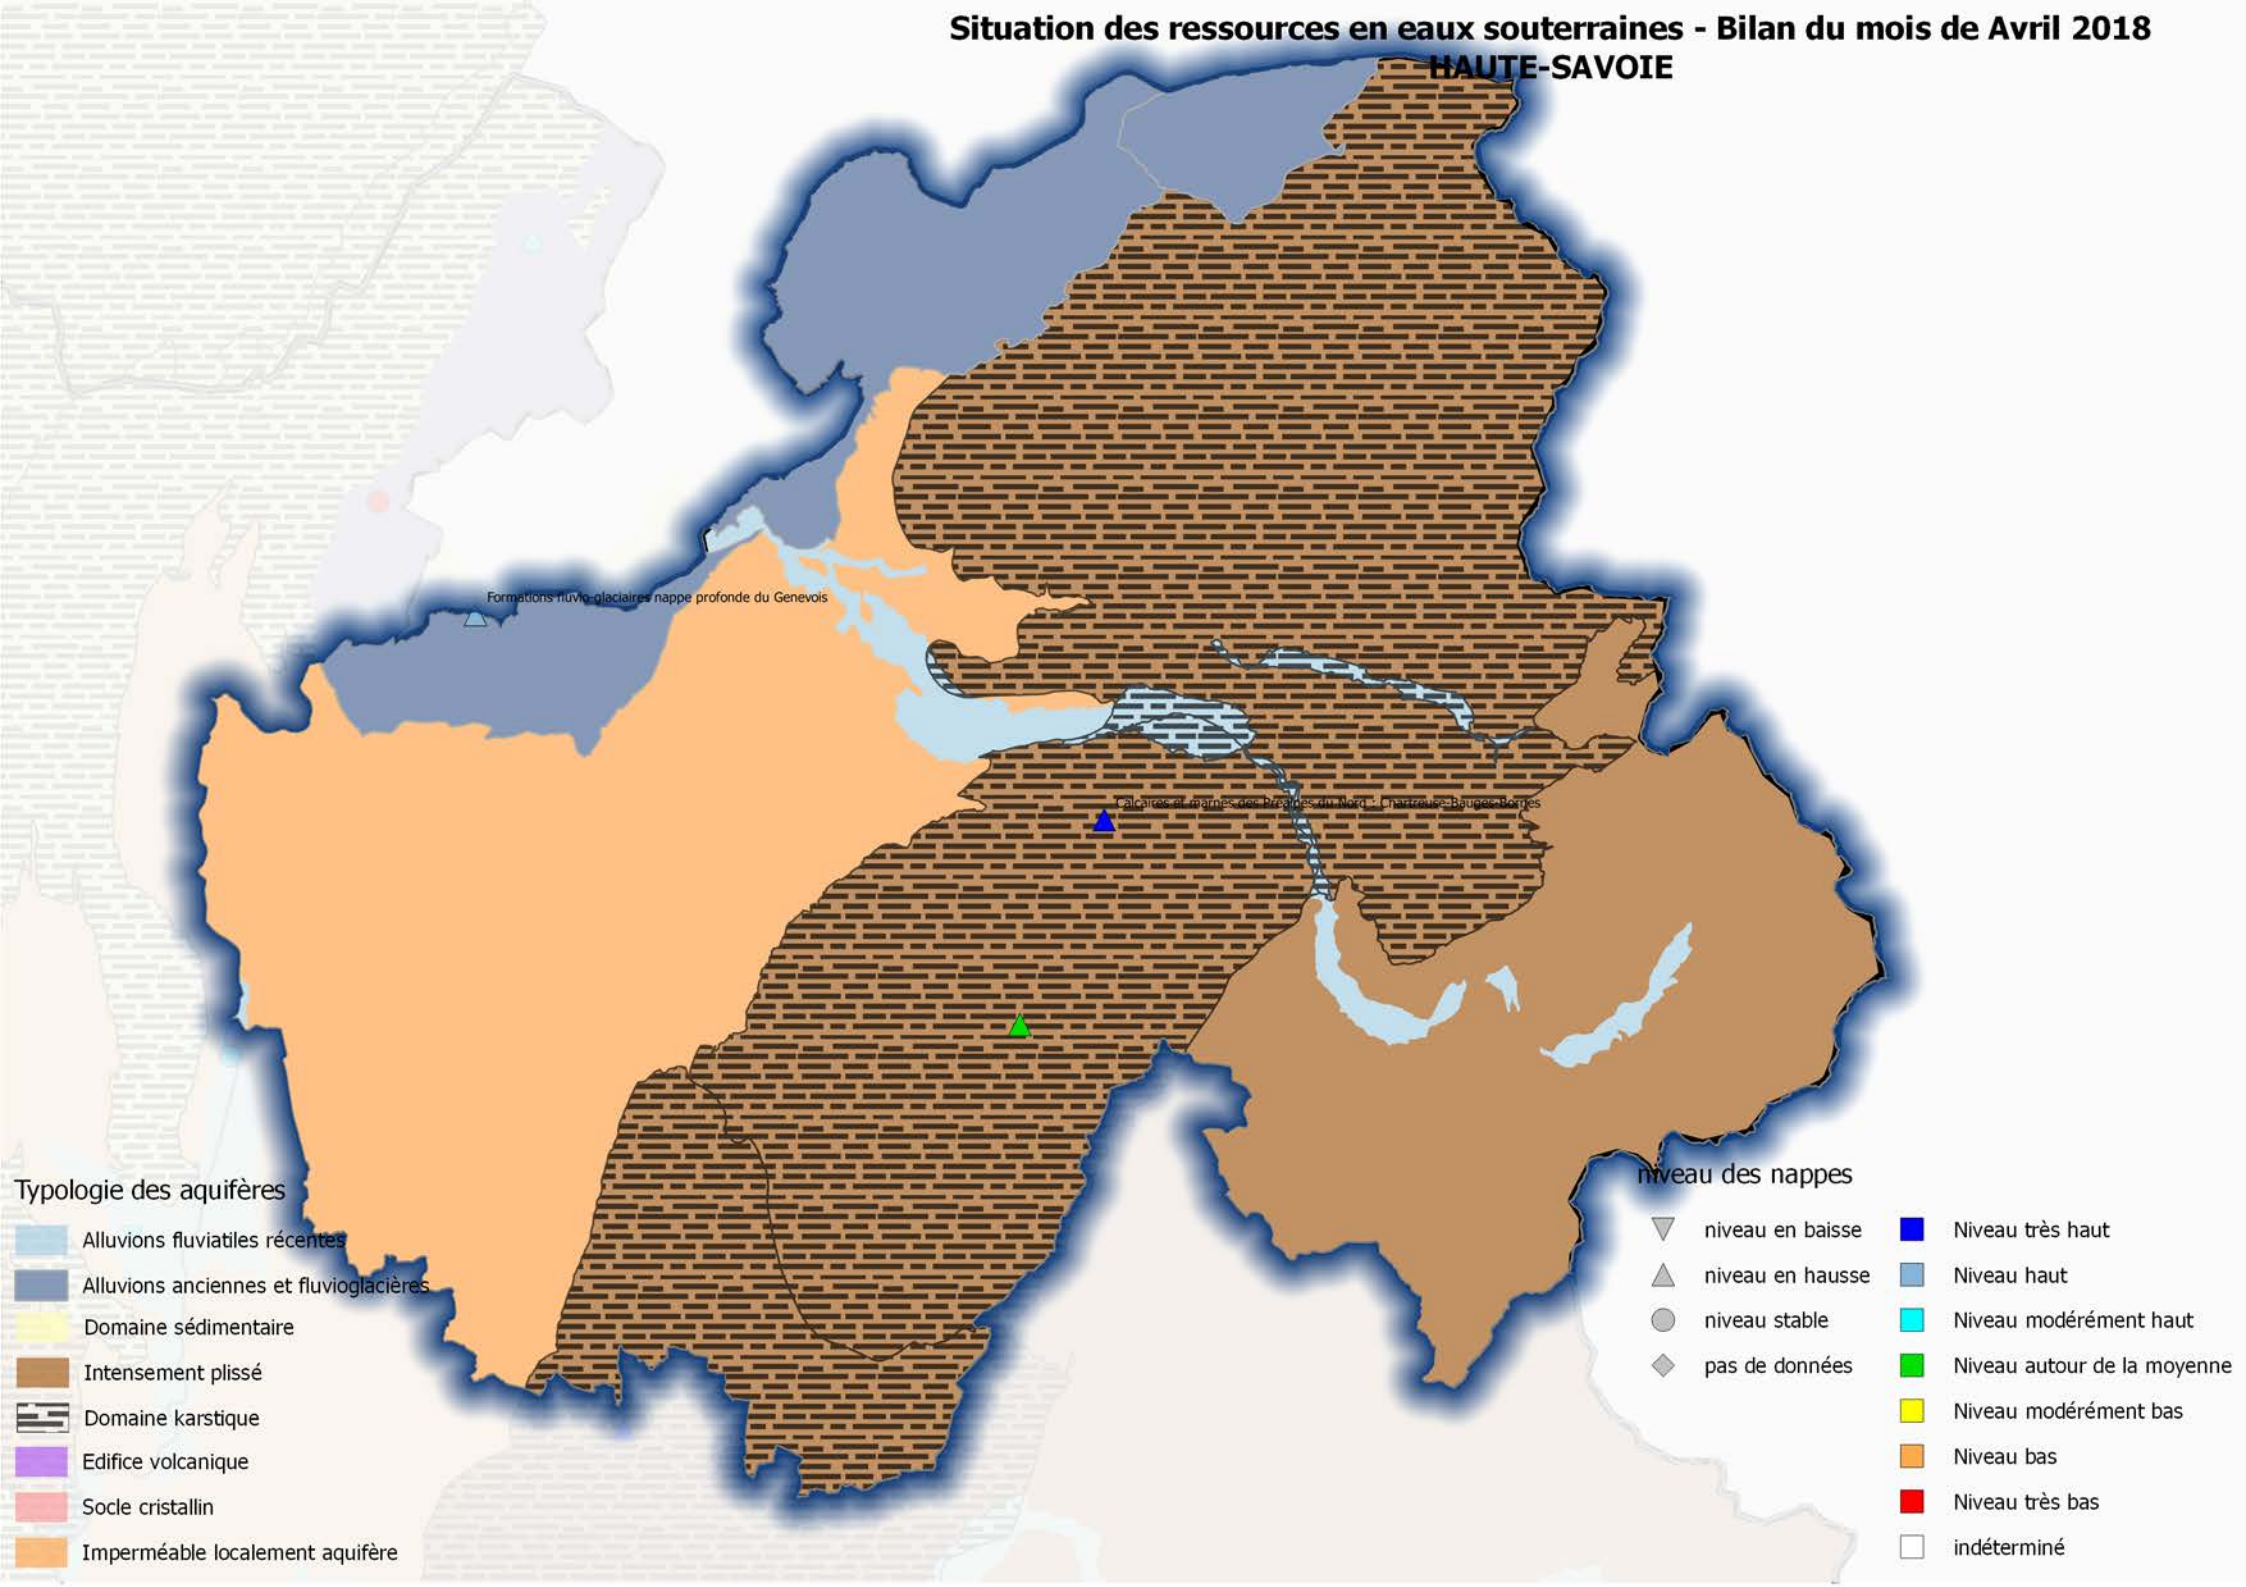 Situation des ressources en eaux souterraines - Bilan du mois de Avril 2018
HAUTE-SAVOIE
Formations fluvio-glaciaires nappe profonde du Genevois
Calcaires et marnes des Préalpes du Nord : Chartreuse-Bauges-Bornes
Typologie des aquifères
Alluvions fluviatiles récentes
Alluvions anciennes et fluvioglacières
Domaine sédimentaire
Intensement plissé
Domaine karstique
Edifice volcanique
Socle cristallin
Imperméable localement aquifère
niveau des nappes
niveau en baisse
niveau en hausse
niveau stable
pas de données
Niveau très haut
Niveau haut
Niveau modérément haut
Niveau autour de la moyenne
Niveau modérément bas
Niveau bas
Niveau très bas
indéterminé